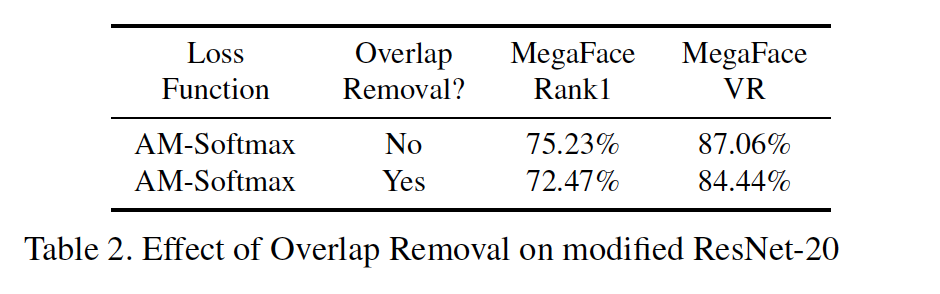 Loss Overlap MegaFace MegaFace
Function Removal? Rank1 VR
AM-Softmax No 75.23% 87.06%
AM-Softmax Yes 72.47% 84.44%
Table 2. Effect of Overlap Removal on modified ResNet-20